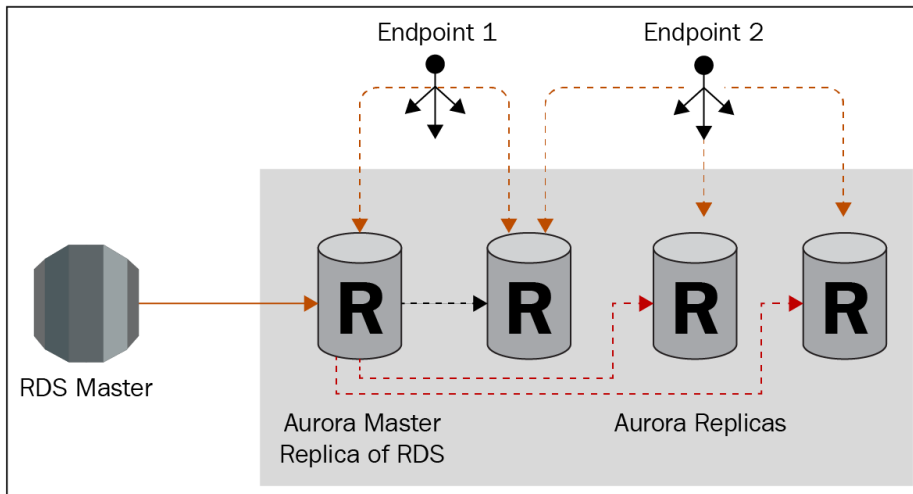 Endpoint 1
Endpoint 2
R
R
R
R
RDS Master
Aurora Master
Replica of RDS
Aurora Replicas